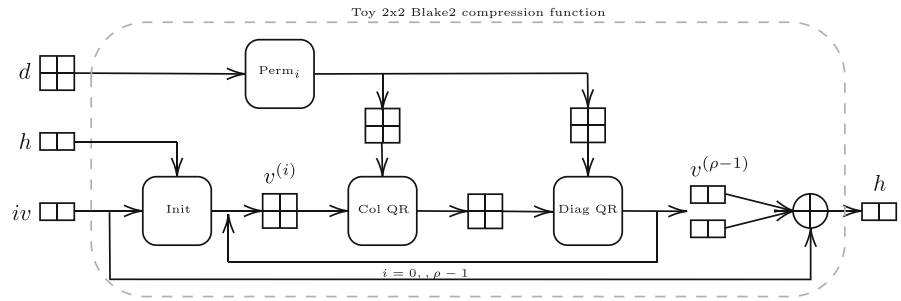 Toy 2x2 Blake2 compression function
d
Perm_i
h
v^{(i)}
v^{(ρ−1)}
h
iv
Init
Col QR
Diag QR
i = 0, , ρ − 1